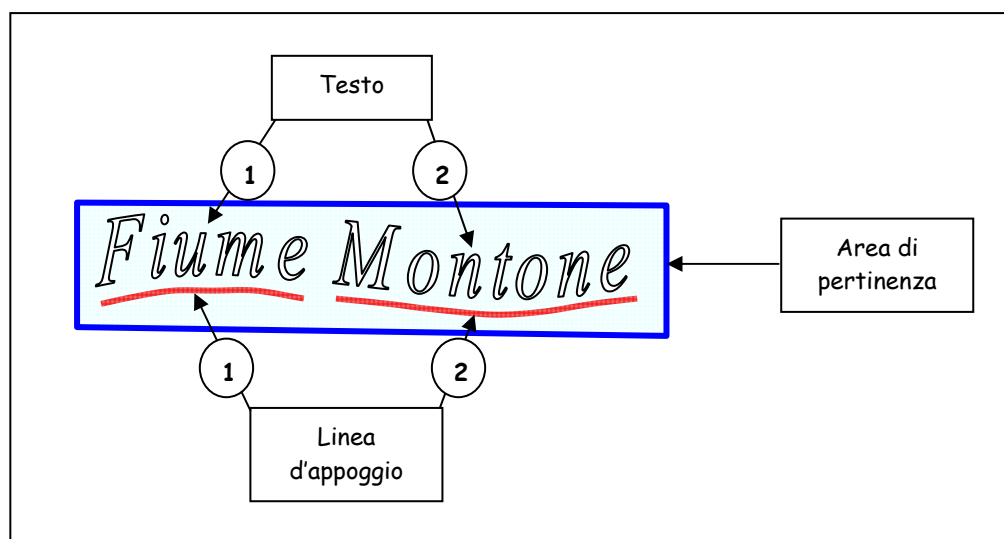 Testo
1 2
Fiume Montone
Area di
pertinenza
1 2
Linea
d'appoggio